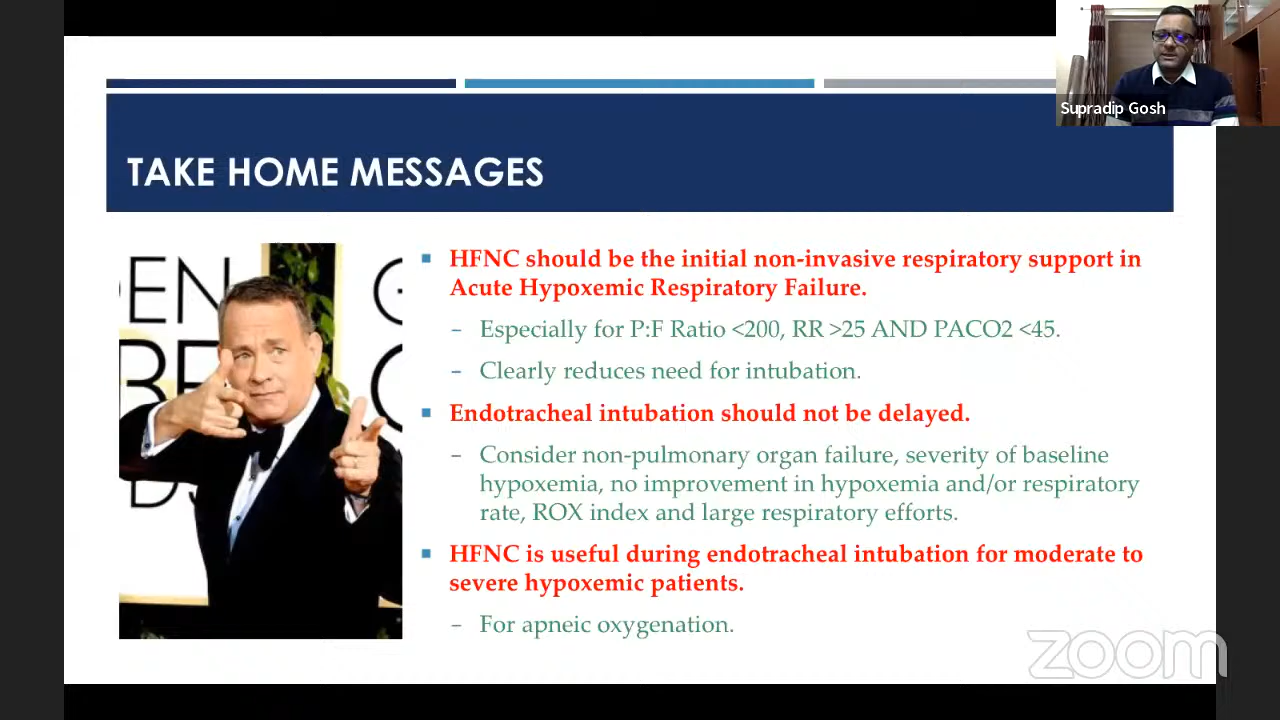 Supradip Gosh
TAKE HOME MESSAGES
EN
G
HFNC should be the initial non-invasive respiratory support in
Acute Hypoxemic Respiratory Failure.
– Especially for P:F Ratio <200, RR >25 AND PACO2 <45.
– Clearly reduces need for intubation.
Endotracheal intubation should not be delayed.
– Consider non-pulmonary organ failure, severity of baseline
hypoxemia, no improvement in hypoxemia and/or respiratory
rate, ROX index and large respiratory efforts.
HFNC is useful during endotracheal intubation for moderate to
severe hypoxemic patients.
– For apneic oxygenation.
zoom